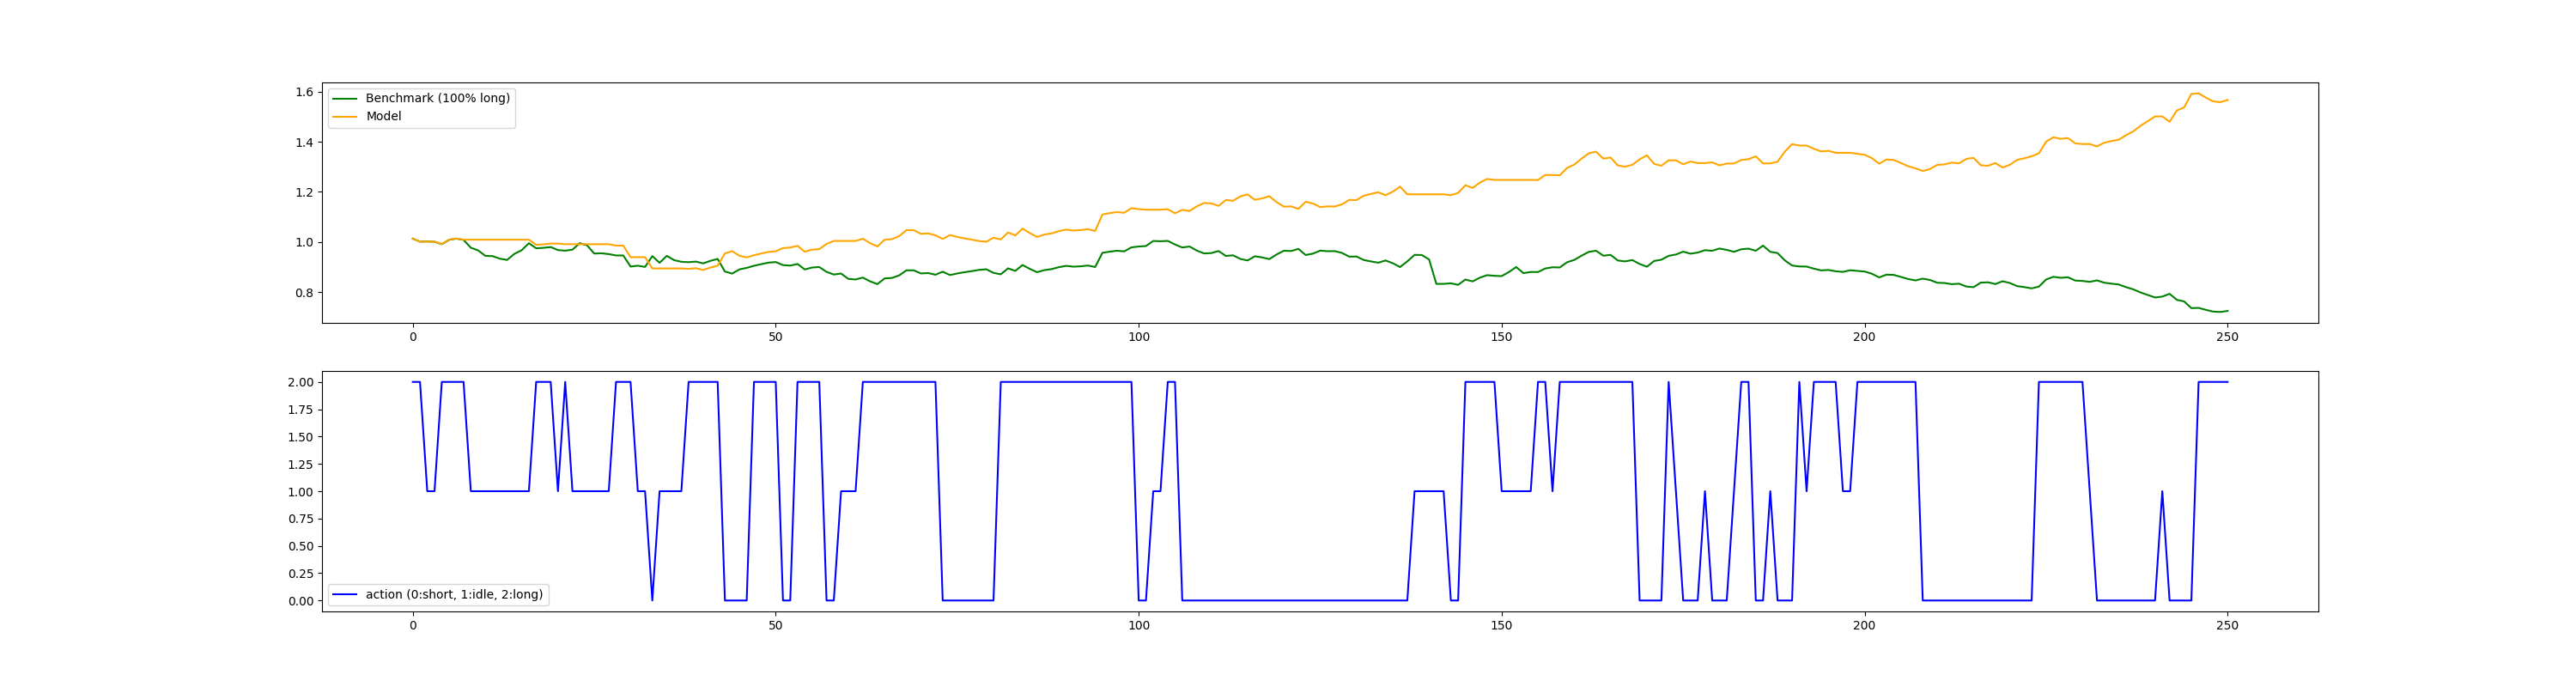 1.6
Benchmark (100% long)
Model
1.4
1.2
1.0
0.8
0 50 100 150 200 250
2.00
1.75
1.50
1.25
1.00
0.75
0.50
0.25
0.00
action (0:short, 1:idle, 2:long)
0 50 100 150 200 250